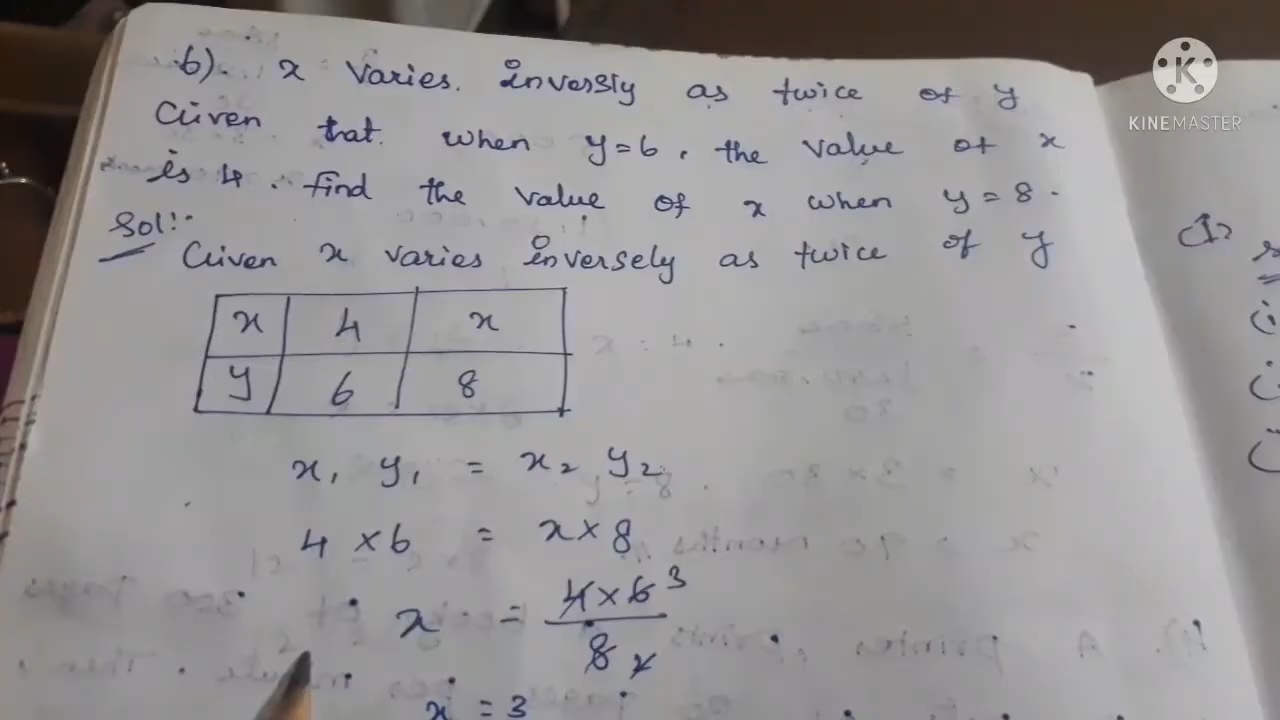 6). x varies. inversly as twice of y
Given that when y=6, the value of x
is 4. find the value of x when y=8.
Sol:-
Given x varies inversely as twice of y
x 4 x
y 6 8
x₁ y₁ = x₂ y₂
4 × 6 = x × 8
x = 4×6 3
8 2
x = 3
K
KINEMASTER